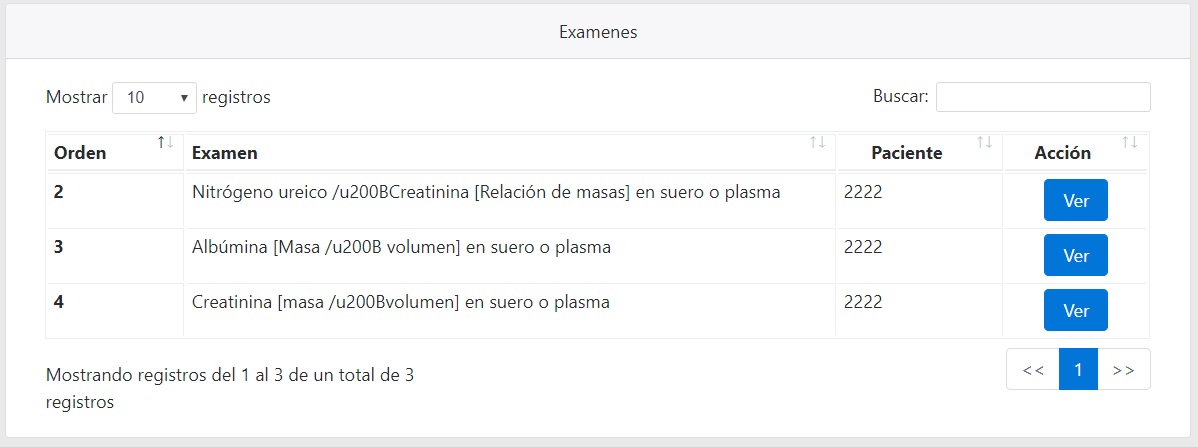 Examenes
Mostrar 10 registros Buscar:
Orden Examen Paciente Acción
2 Nitrógeno ureico /u200BCreatinina [Relación de masas] en suero o plasma 2222 Ver
3 Albúmina [Masa /u200B volumen] en suero o plasma 2222 Ver
4 Creatinina [masa /u200Bvolumen] en suero o plasma 2222 Ver
<< 1 >>
Mostrando registros del 1 al 3 de un total de 3
registros